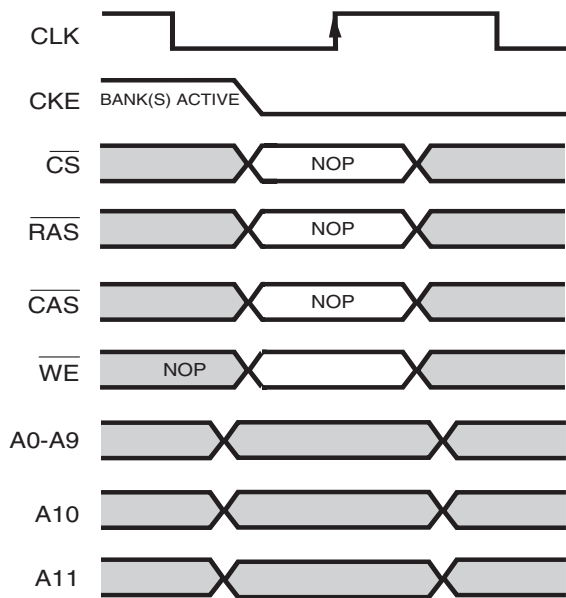 CLK
CKE BANK(S) ACTIVE
CS NOP
RAS NOP
CAS NOP
WE NOP
A0-A9
A10
A11